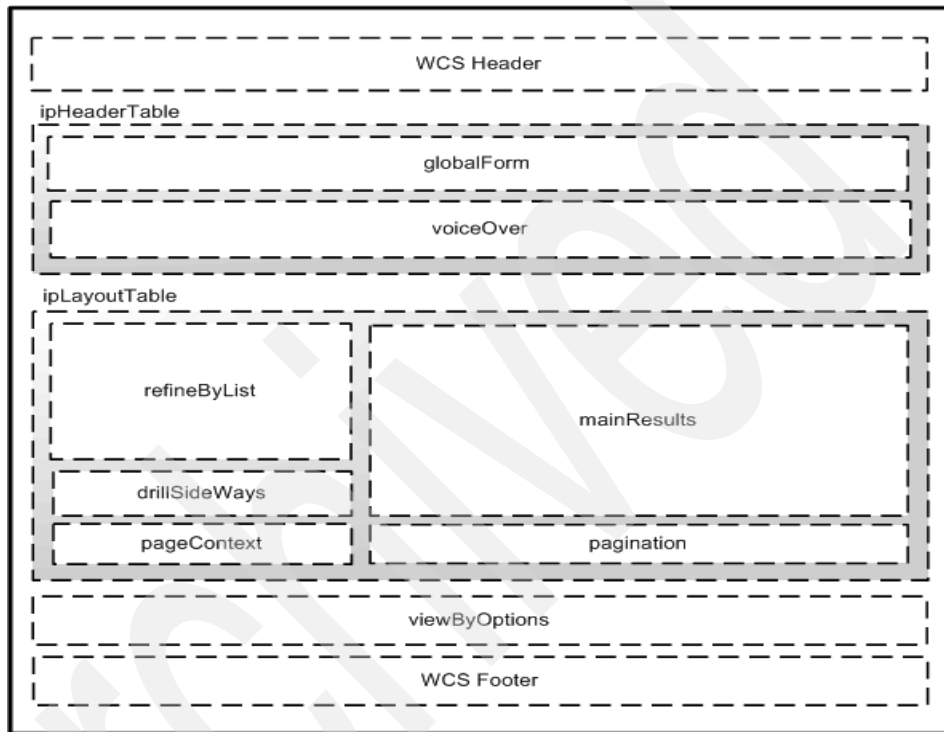 WCS Header
ipHeaderTable
globalForm
voiceOver
ipLayoutTable
refineByList
mainResults
drillSideWays
pageContext
pagination
viewByOptions
WCS Footer